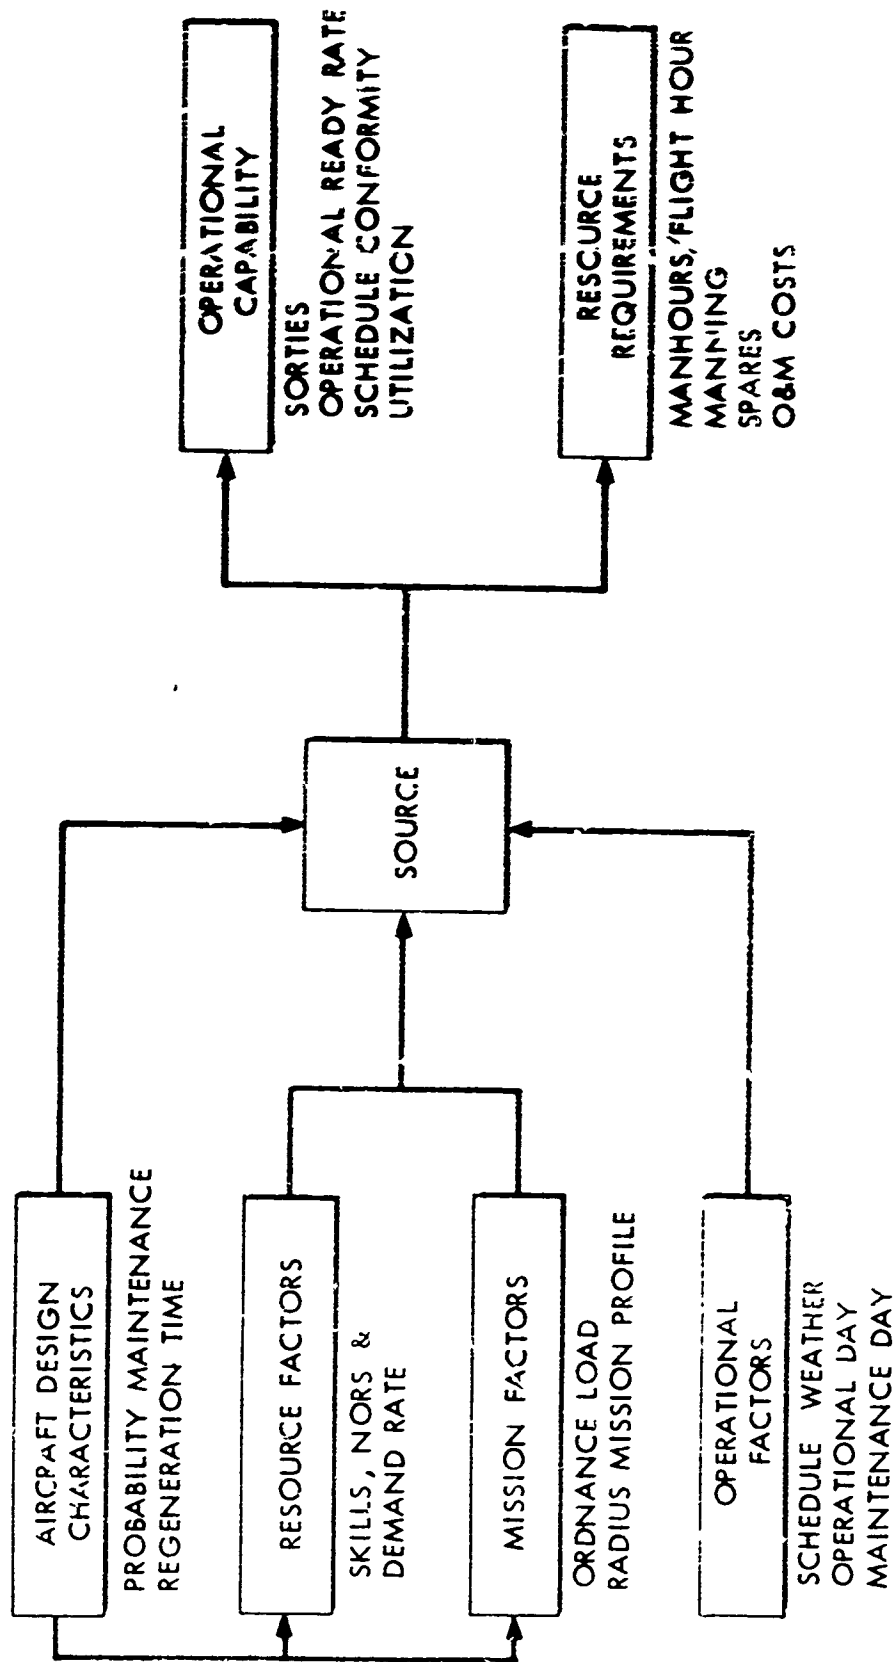 AIRCRAFT DESIGN
CHARACTERISTICS
PROBABILITY MAINTENANCE
REGENERATION TIME
RESOURCE FACTORS
SKILLS, NORS &
DEMAND RATE
MISSION FACTORS
ORDNANCE LOAD
RADIUS MISSION PROFILE
OPERATIONAL
FACTORS
SCHEDULE WEATHER
OPERATIONAL DAY
MAINTENANCE DAY
SOURCE
OPERATIONAL
CAPABILITY
SORTIES
OPERATIONAL READY RATE
SCHEDULE CONFORMITY
UTILIZATION
RESOURCE
REQUIREMENTS
MANHOURS/FLIGHT HOUR
MANNING
SPARES
O&M COSTS